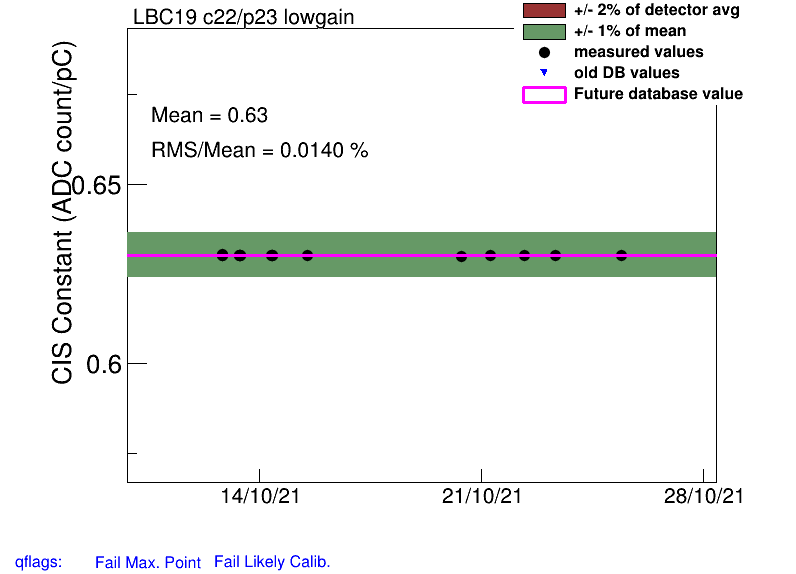 LBC19 c22/p23 lowgain
+/- 2% of detector avg
+/- 1% of mean
measured values
old DB values
Future database value
Mean = 0.63
RMS/Mean = 0.0140 %
CIS Constant (ADC count/pC)
0.65
0.6
14/10/21 21/10/21 28/10/21
qflags: Fail Max. Point Fail Likely Calib.